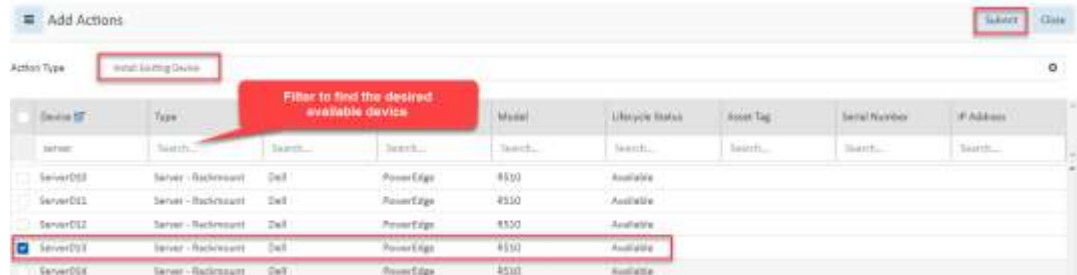 Add Actions
Submit Close
Action Type Install Existing Device
Filter to find the desired
available device
Device Type Model Lifecycle Status Asset Tag Serial Number IP Address
server Search... Search... Search... Search... Search... Search... Search... Search...
Server010 Server - Rackmount Dell PowerEdge R510 Available
Server011 Server - Rackmount Dell PowerEdge R510 Available
Server012 Server - Rackmount Dell PowerEdge R510 Available
Server013 Server - Rackmount Dell PowerEdge R510 Available
Server014 Server - Rackmount Dell PowerEdge R510 Available